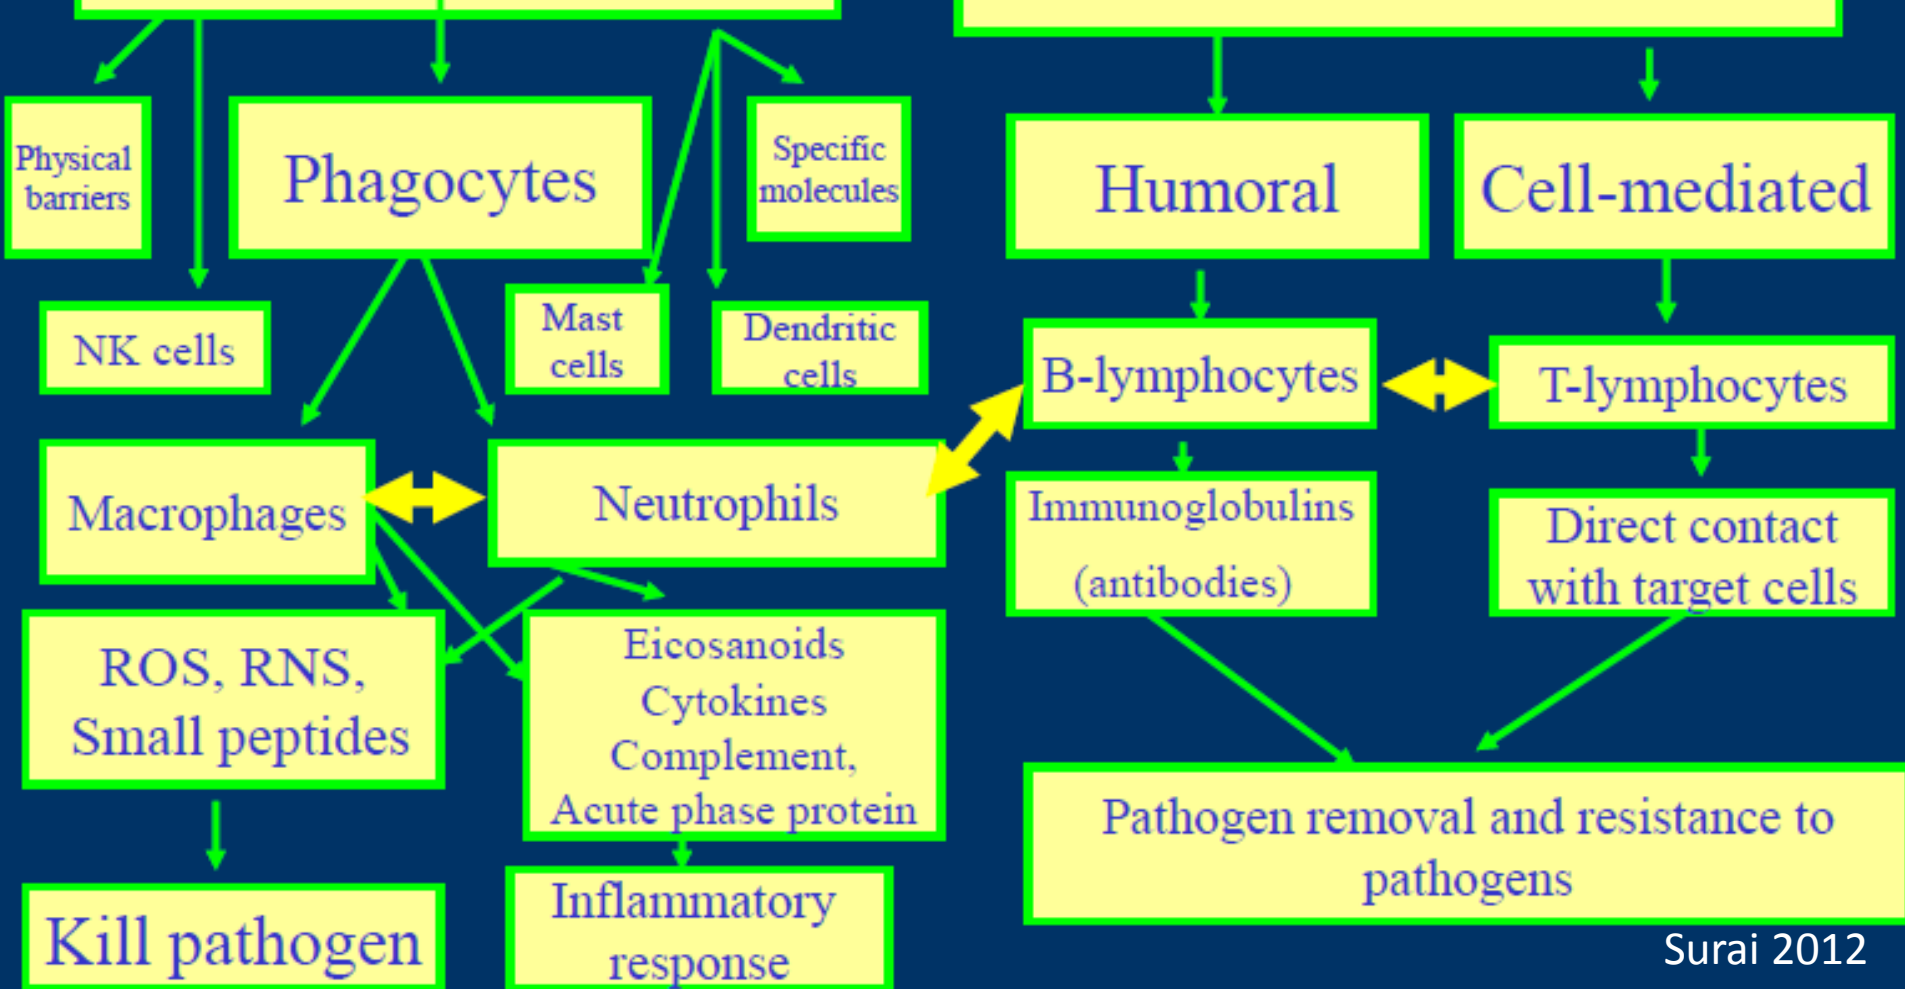 Physical
barriers
Phagocytes
Specific
molecules
Humoral
Cell-mediated
NK cells
Mast
cells
Dendritic
cells
B-lymphocytes
T-lymphocytes
Macrophages
Neutrophils
Immunoglobulins
(antibodies)
Direct contact
with target cells
ROS, RNS,
Small peptides
Eicosanoids
Cytokines
Complement,
Acute phase protein
Pathogen removal and resistance to
pathogens
Kill pathogen
Inflammatory
response
Surai 2012